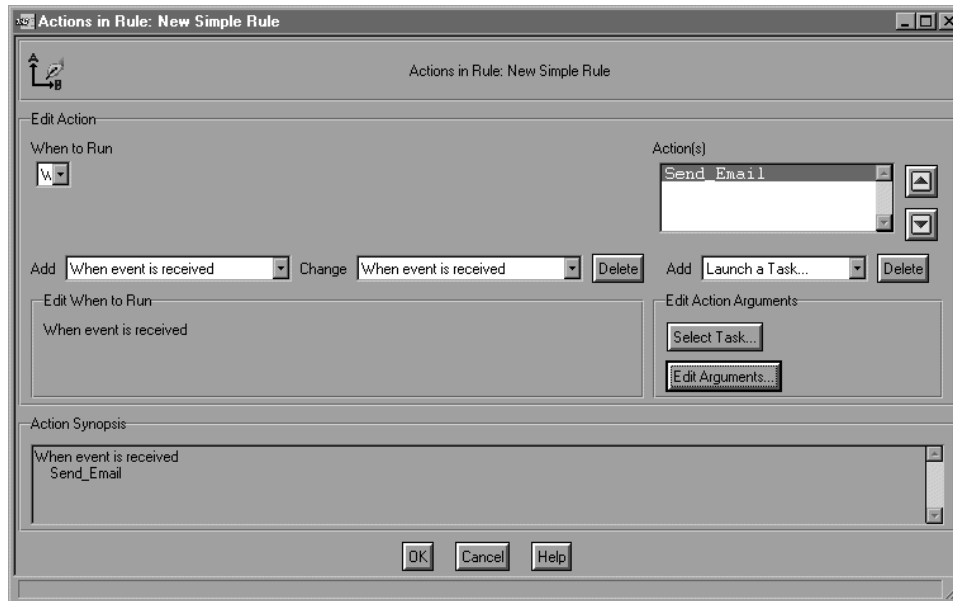 Actions in Rule: New Simple Rule
A
B
Actions in Rule: New Simple Rule
Edit Action
When to Run
W
Action(s)
Send_Email
Add When event is received Change When event is received Delete Add Launch a Task... Delete
Edit When to Run
When event is received
Edit Action Arguments
Select Task...
Edit Arguments...
Action Synopsis
When event is received
Send_Email
OK Cancel Help